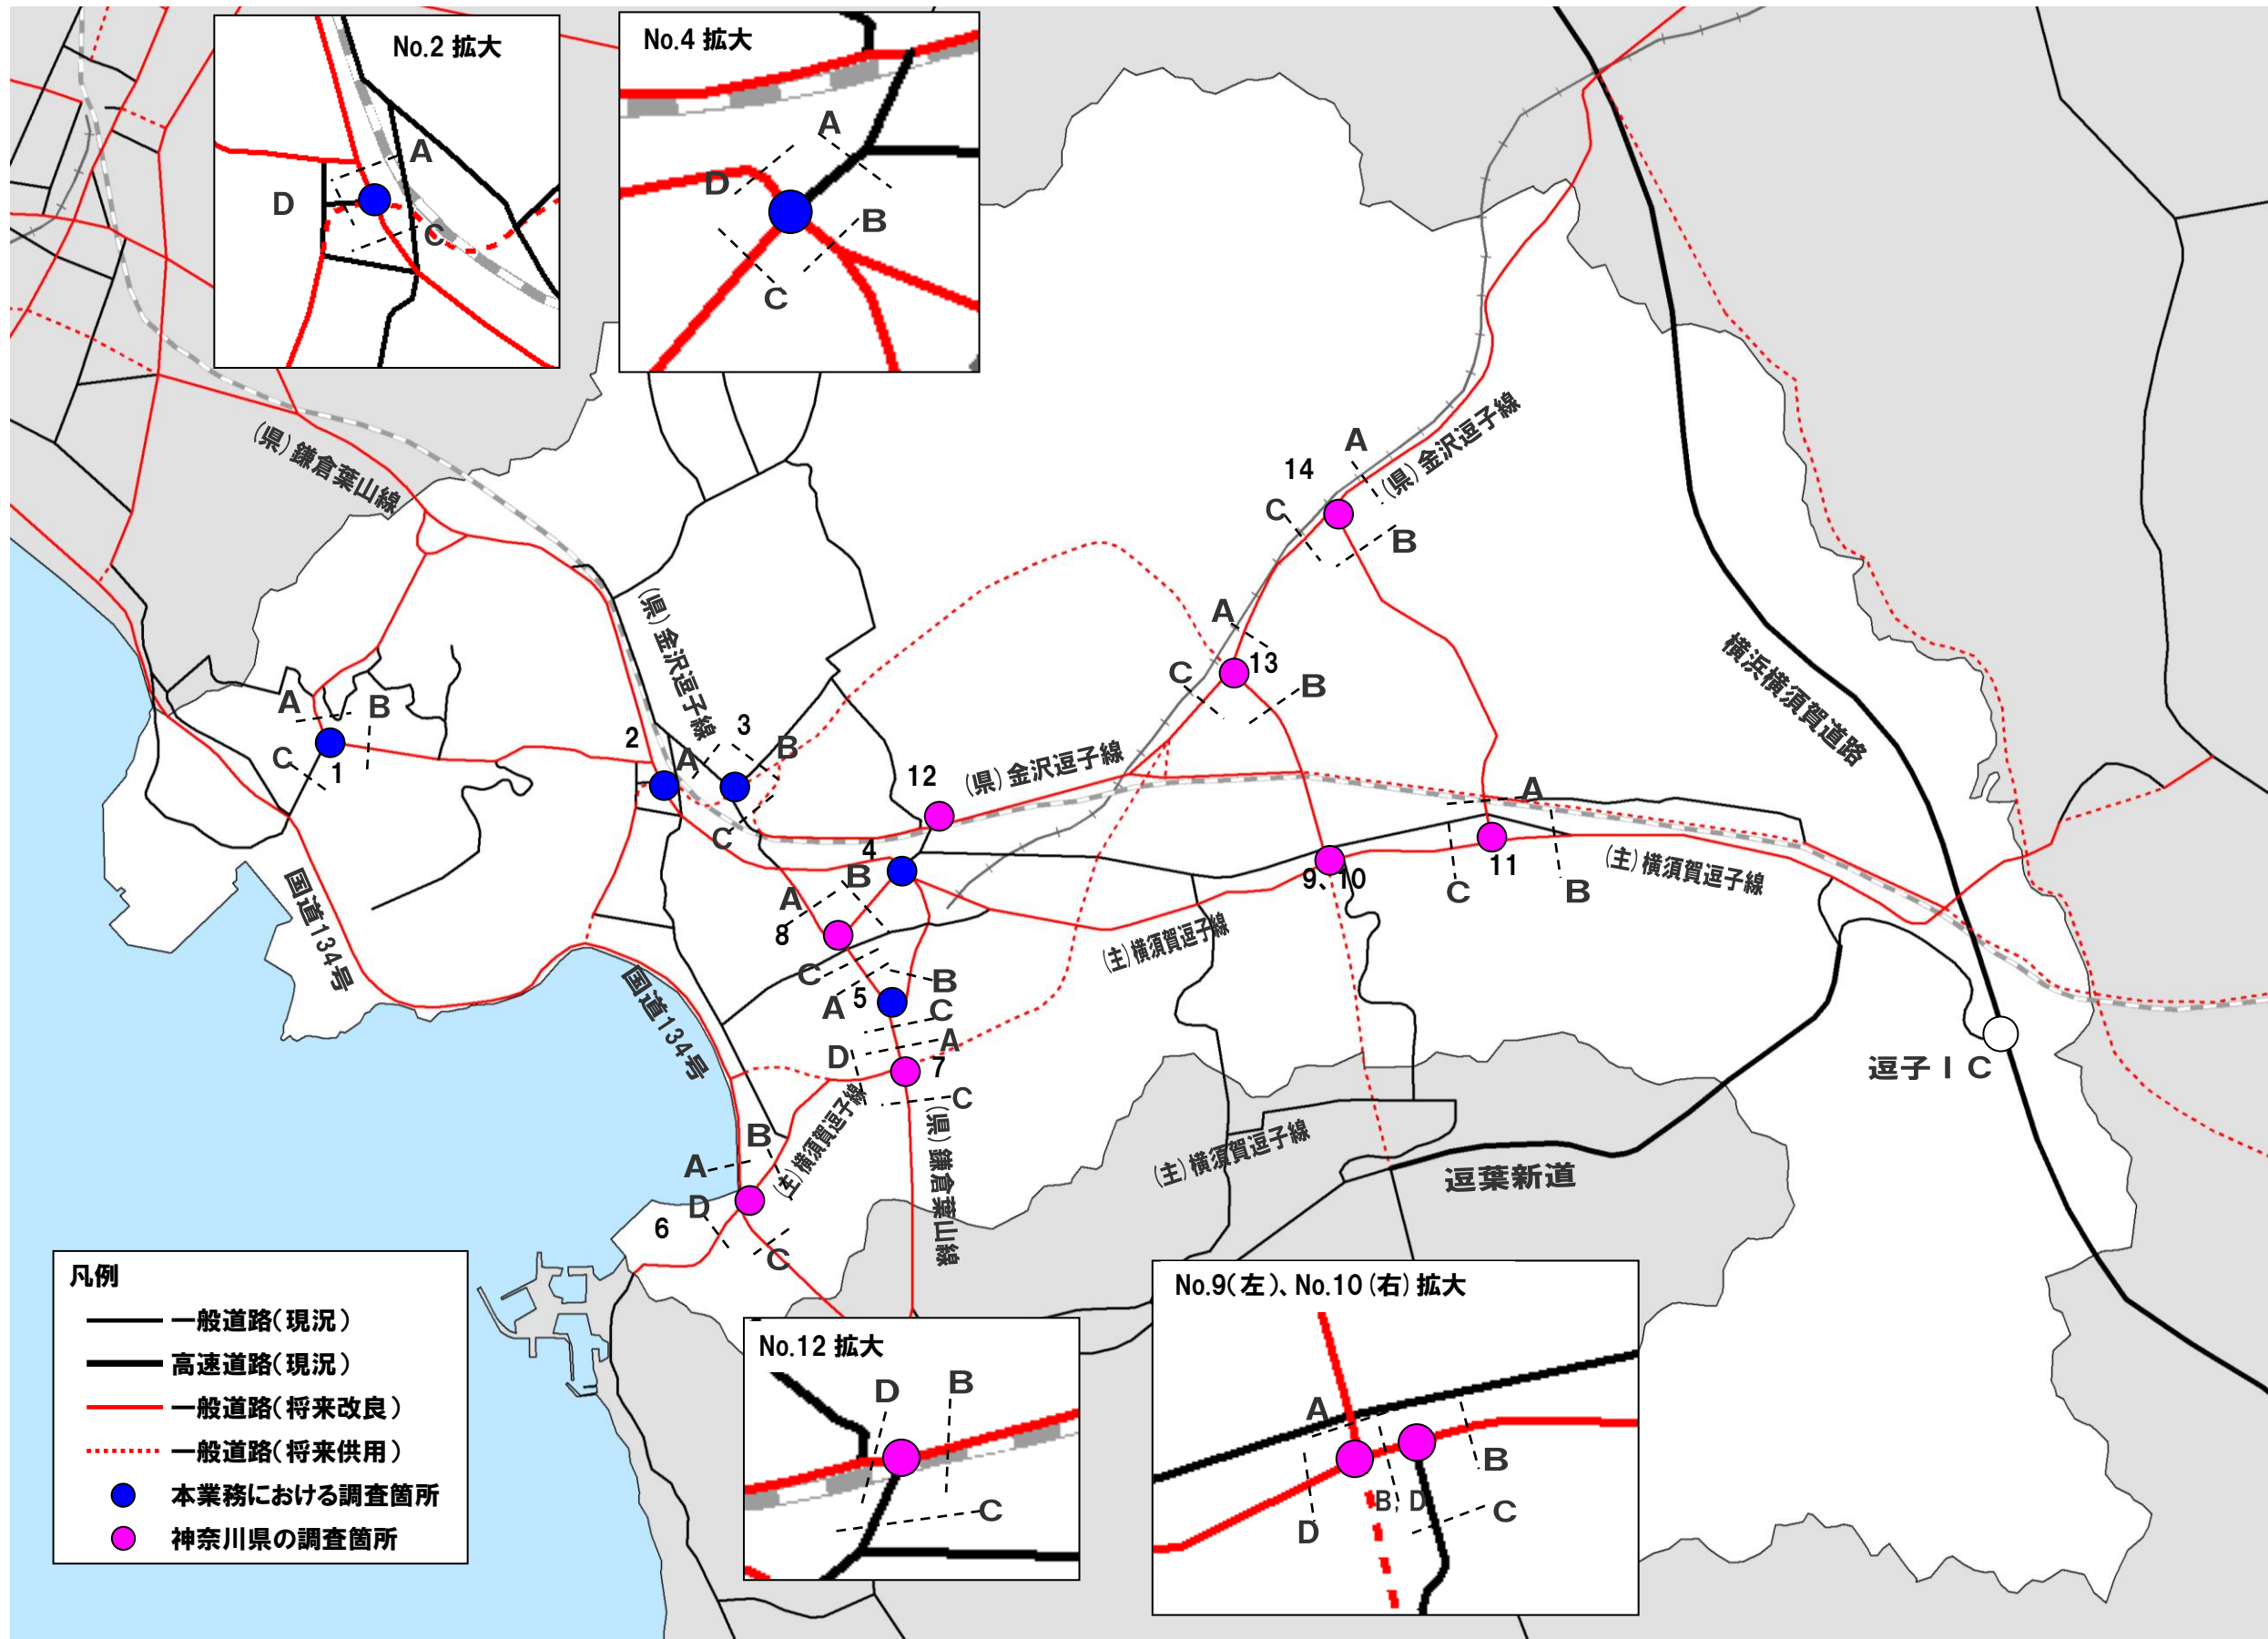 No.2 拡大
A
D
C
No.4 拡大
A
D
B
C
(県)鎌倉葉山線
(県)金沢逗子線
A
14
C
B
(県)金沢逗子線
A
13
C
B
横浜横須賀道路
A
B
C
1
2
3
A
B
C
12
(県)金沢逗子線
4
B
A
8
C
9、10
A
11
C
B
(主)横須賀逗子線
国道134号
国道134号
(主)横須賀逗子線
A
5
B
C
A
D
7
C
逗子IC
B
A
D
6
C
(主)横須賀逗子線
(県)鎌倉葉山線
(主)横須賀逗子線
逗葉新道
凡例
一般道路(現況)
高速道路(現況)
一般道路(将来改良)
一般道路(将来供用)
本業務における調査箇所
神奈川県の調査箇所
No.12 拡大
D
B
C
No.9(左)、No.10(右)拡大
A
B
B
D
D
C